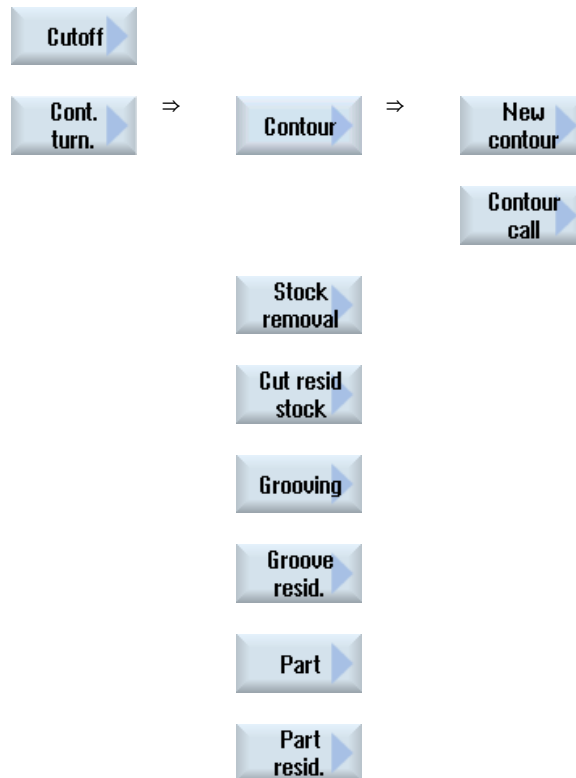 Cutoff
Cont.
turn.
⇒
Contour
⇒
New
contour
Contour
call
Stock
removal
Cut resid
stock
Grooving
Groove
resid.
Part
Part
resid.